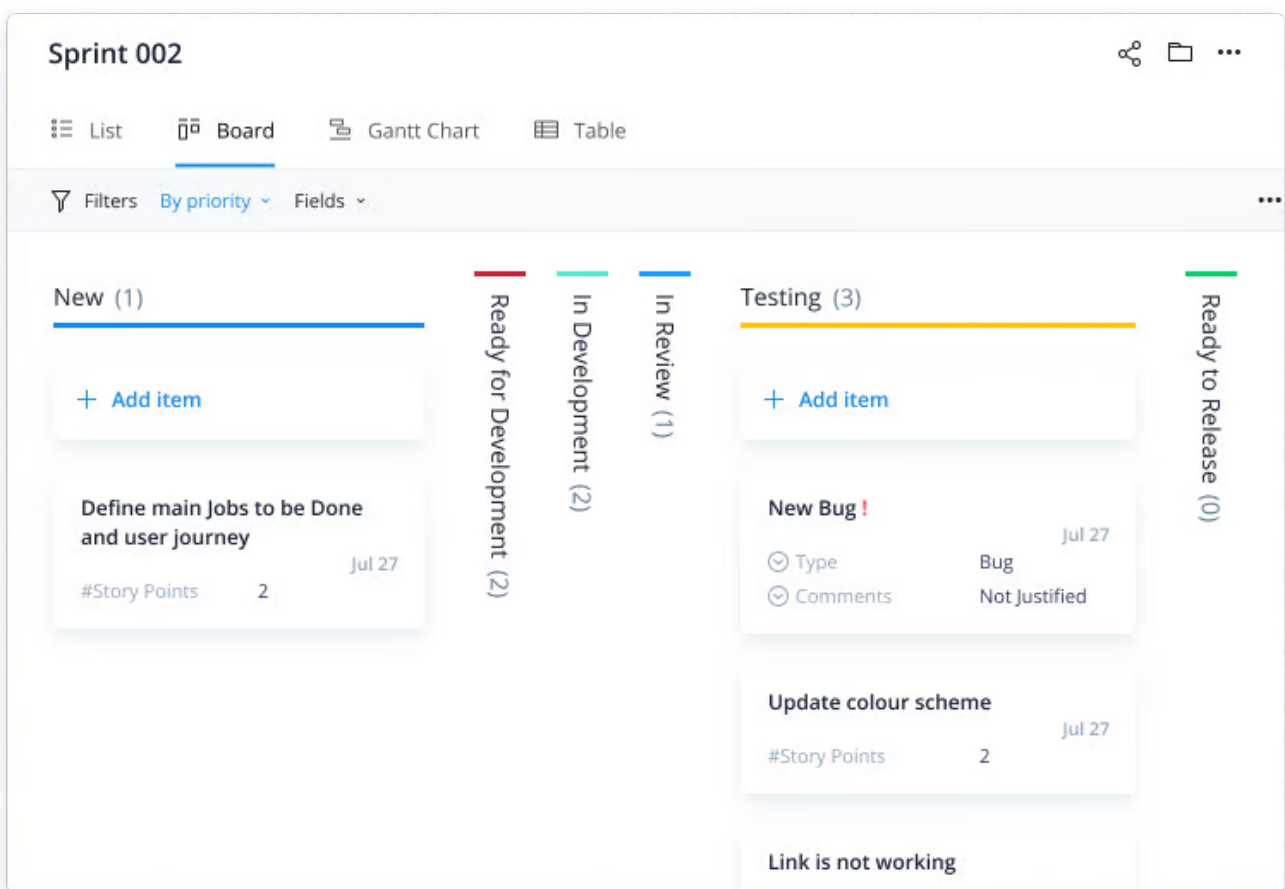 Sprint 002
List Board Gantt Chart Table
Filters By priority Fields
New (1)
+ Add item
Define main Jobs to be Done
and user journey
Jul 27
#Story Points 2
Ready for Development (2)
In Development (2)
In Review (1)
Testing (3)
+ Add item
New Bug !
Jul 27
Type Bug
Comments Not Justified
Update colour scheme
Jul 27
#Story Points 2
Link is not working
Ready to Release (0)